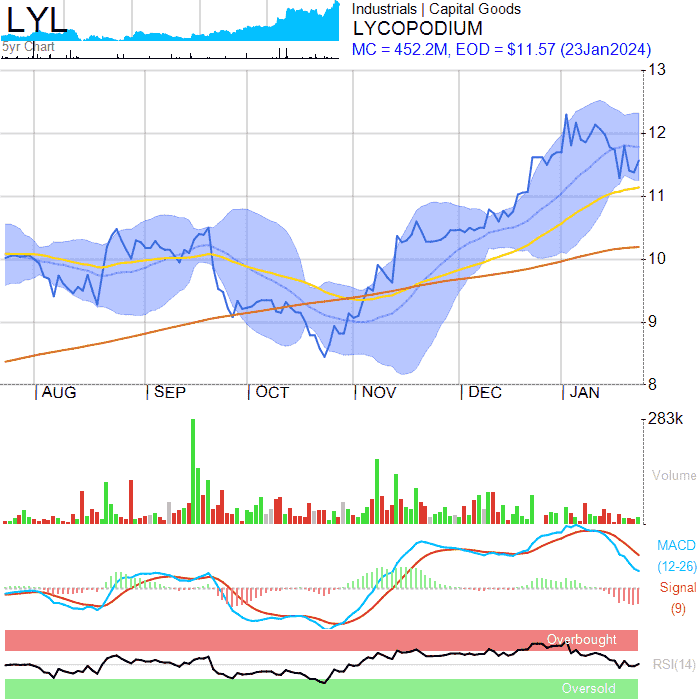 LYL
5yr Chart
Industrials | Capital Goods
LYCOPODIUM
MC = 452.2M, EOD = $11.57 (23Jan2024)
13
12
11
10
9
8
AUG
SEP
OCT
NOV
DEC
JAN
283k
Volume
MACD
(12-26)
Signal
(9)
Overbought
RSI(14)
Oversold